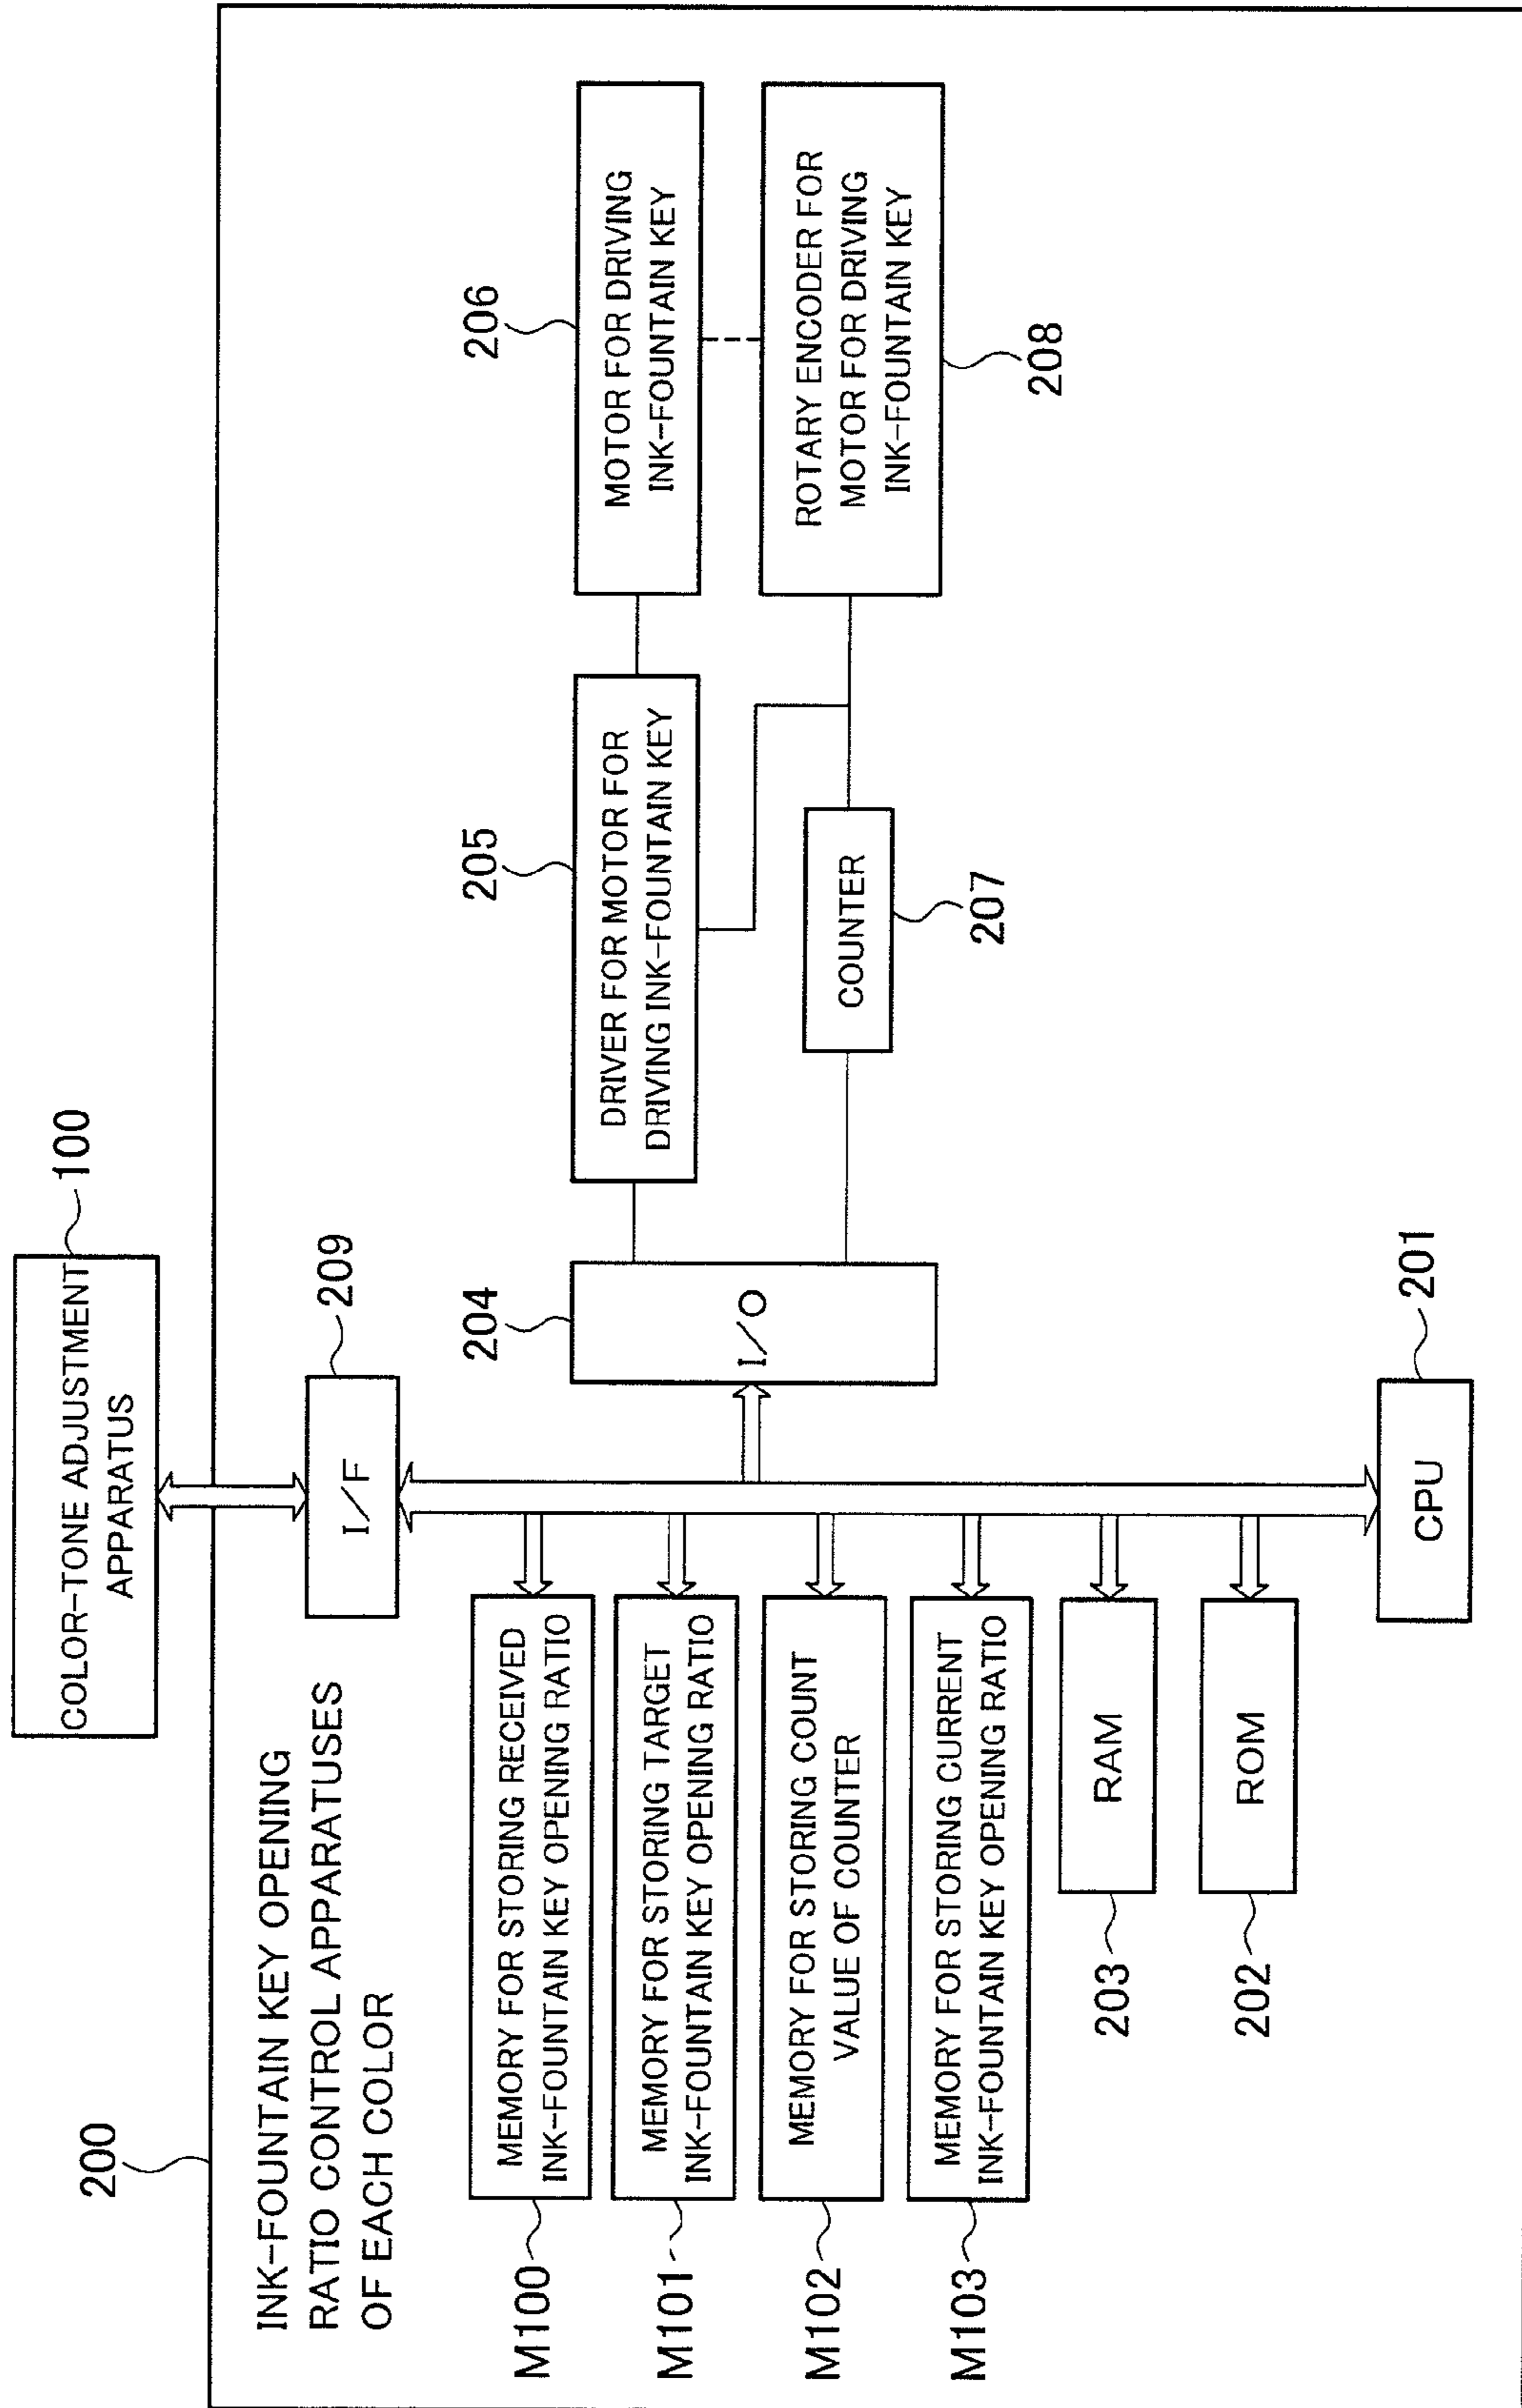 COLOR-TONE ADJUSTMENT
APPARATUS
100
200
INK-FOUNTAIN KEY OPENING
RATIO CONTROL APPARATUSES
OF EACH COLOR
I/F
209
M100
MEMORY FOR STORING RECEIVED
INK-FOUNTAIN KEY OPENING RATIO
M101
MEMORY FOR STORING TARGET
INK-FOUNTAIN KEY OPENING RATIO
M102
MEMORY FOR STORING COUNT
VALUE OF COUNTER
M103
MEMORY FOR STORING CURRENT
INK-FOUNTAIN KEY OPENING RATIO
203
RAM
202
ROM
CPU
201
204
I/O
205
DRIVER FOR MOTOR FOR
DRIVING INK-FOUNTAIN KEY
206
MOTOR FOR DRIVING
INK-FOUNTAIN KEY
COUNTER
207
ROTARY ENCODER FOR
MOTOR FOR DRIVING
INK-FOUNTAIN KEY
208